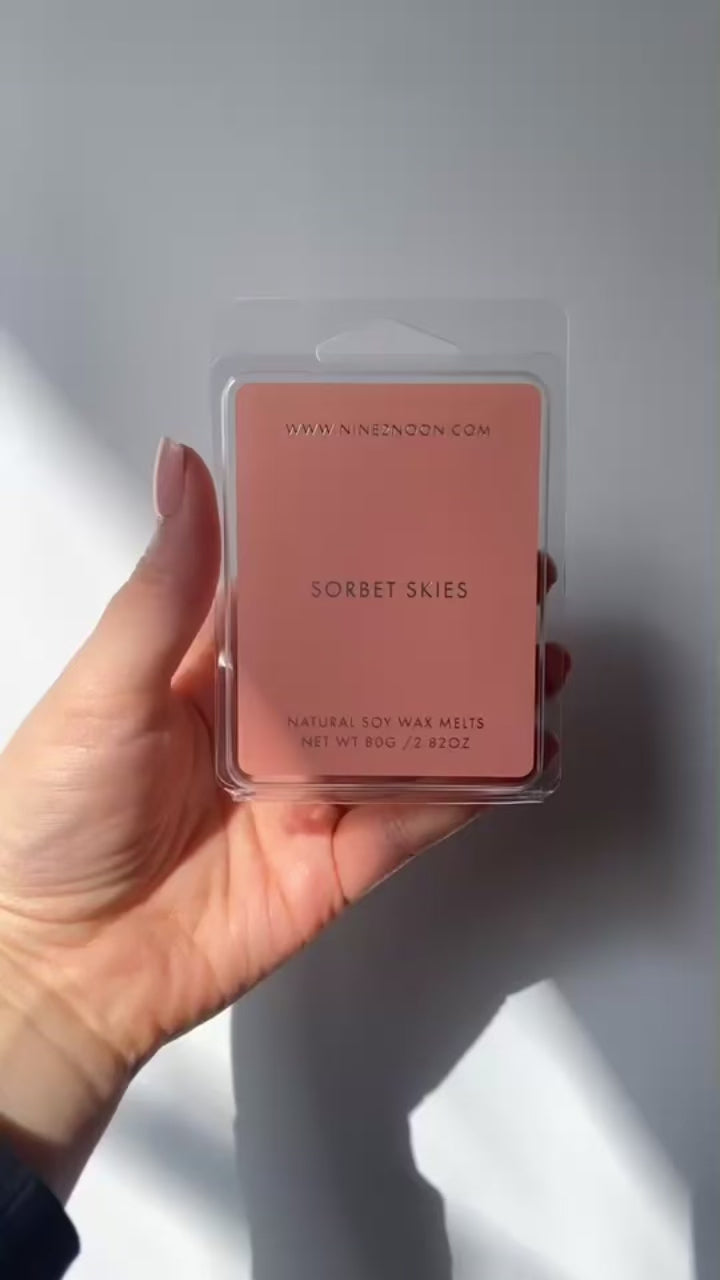 WWW.NINE2NOON.COM
SORBET SKIES
NATURAL SOY WAX MELTS
NET WT 80G /2.82OZ